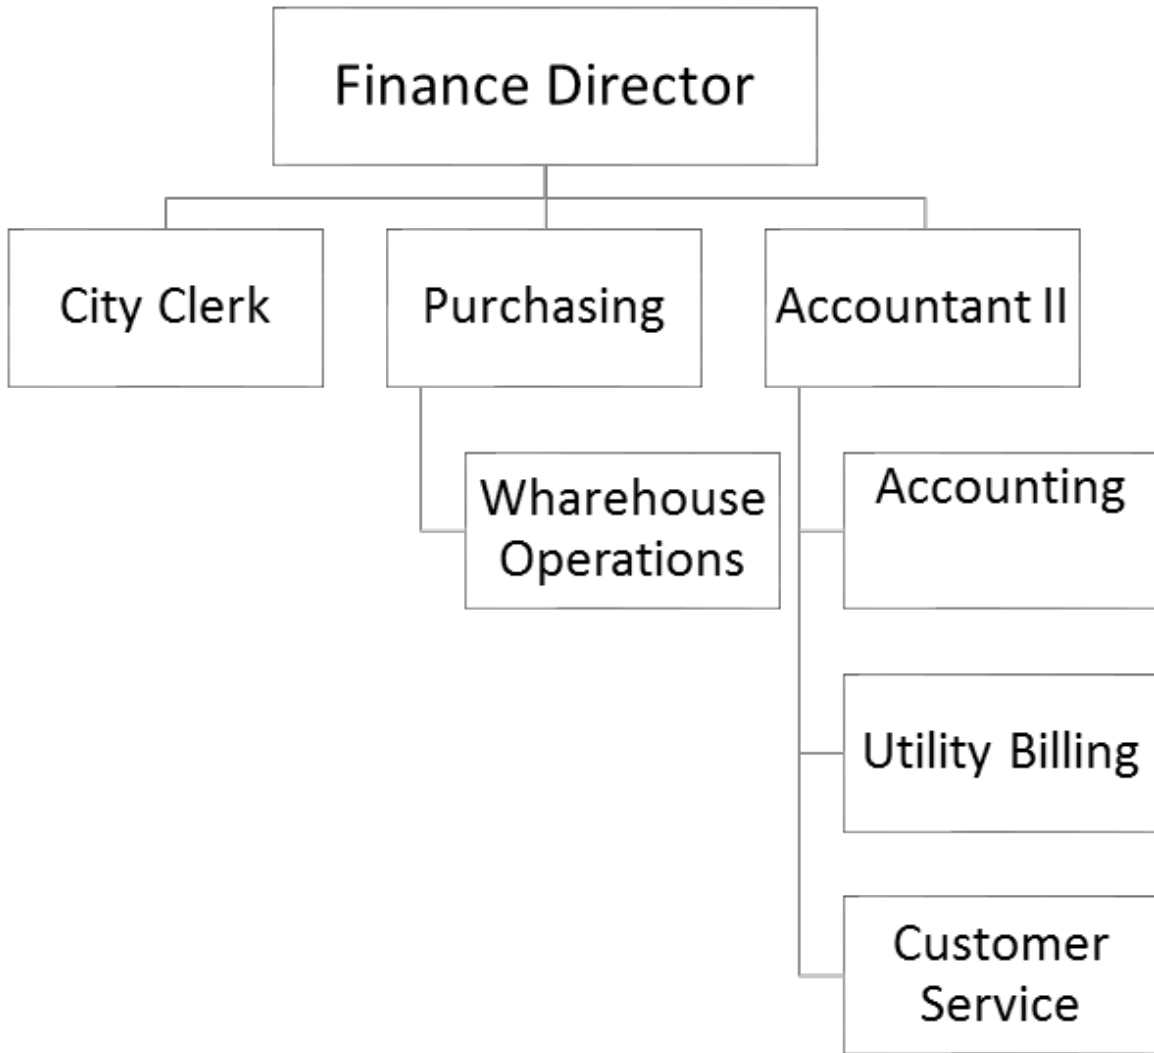 Finance Director
City Clerk
Purchasing
Accountant II
Wharehouse
Operations
Accounting
Utility Billing
Customer
Service